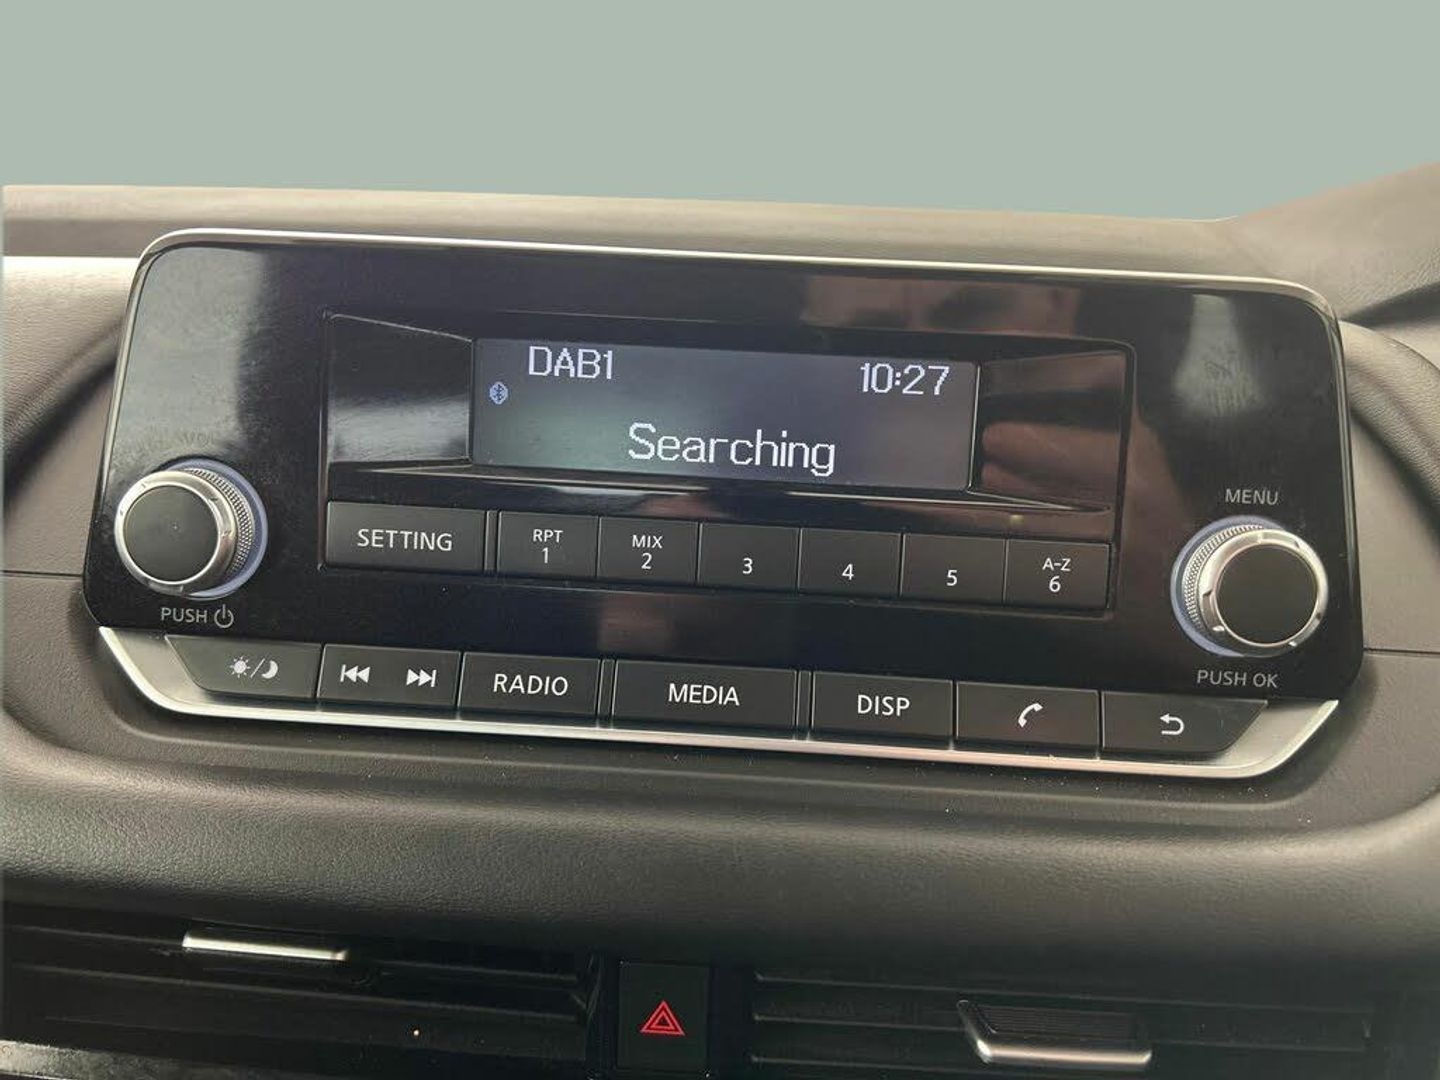 DAB1 10:27
Searching
VOL
MENU
SETTING RPT 1 MIX 2 3 4 5 A-Z 6
PUSH
PUSH OK
RADIO MEDIA DISP